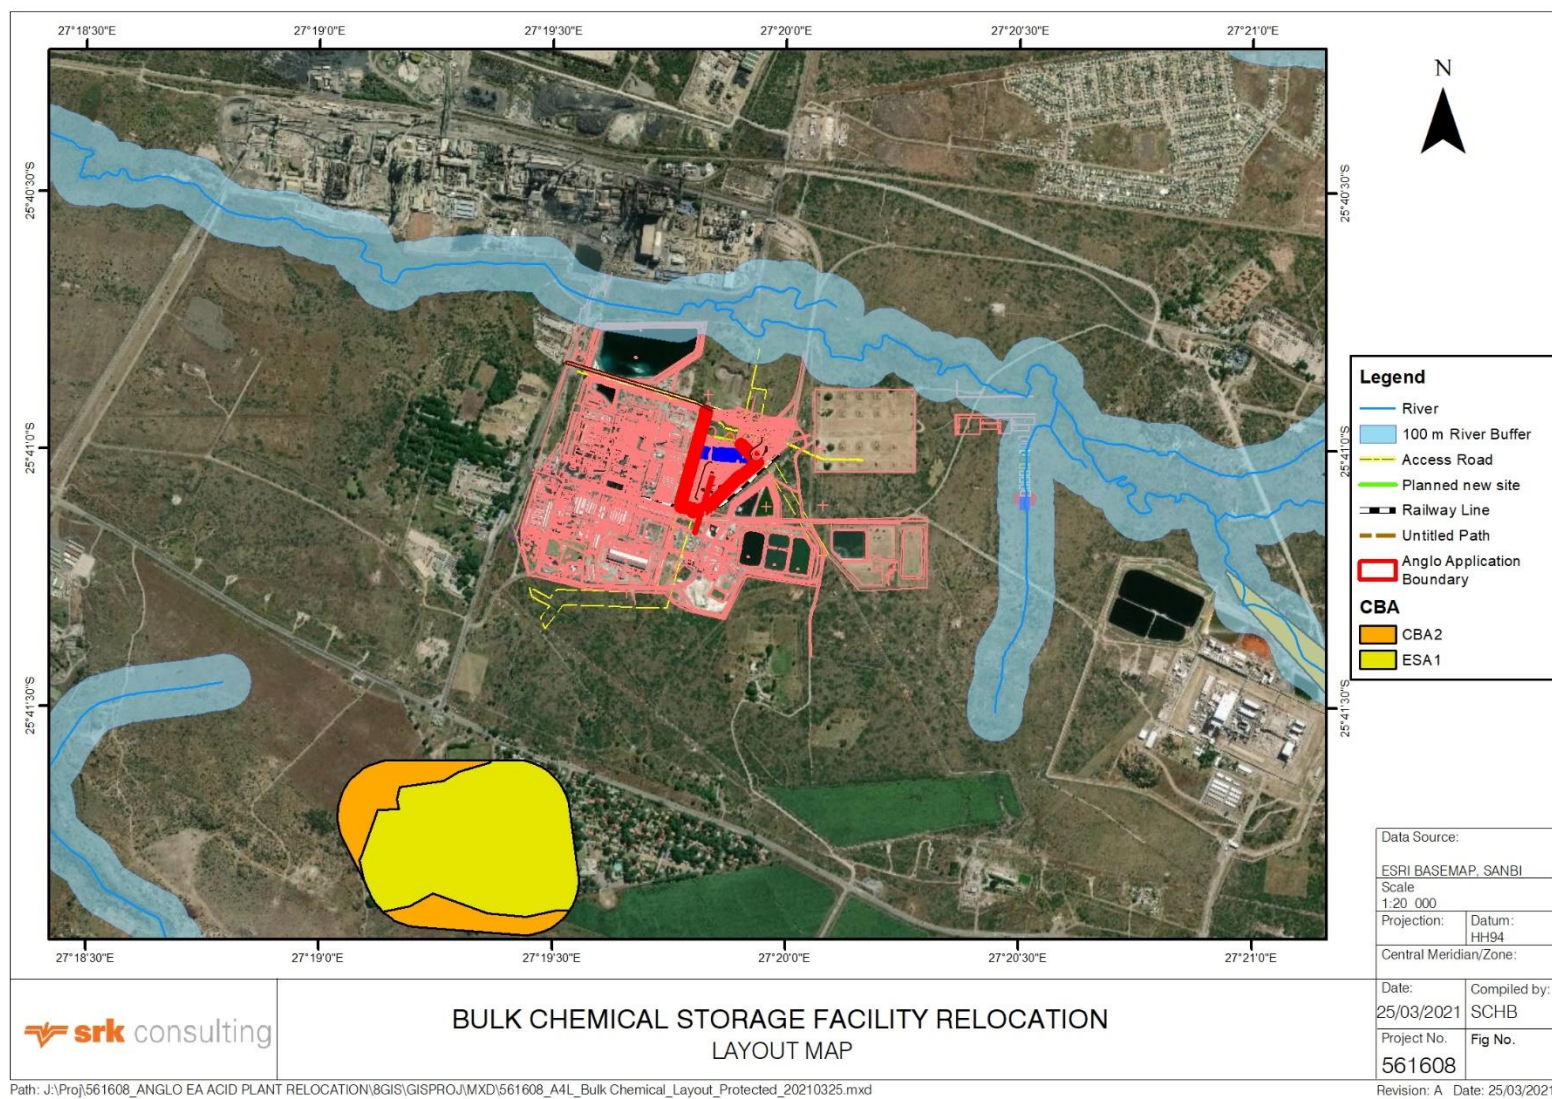 27°18'30"E
27°19'0"E
27°19'30"E
27°20'0"E
27°20'30"E
27°21'0"E
N
25°40'30"S
25°40'30"S
25°41'0"S
25°41'0"S
25°41'30"S
25°41'30"S
Legend
River
100 m River Buffer
Access Road
Planned new site
Railway Line
Untitled Path
Anglo Application
Boundary
CBA
CBA2
ESA1
27°18'30"E
27°19'0"E
27°19'30"E
27°20'0"E
27°20'30"E
27°21'0"E
Data Source:
ESRI BASEMAP, SANBI
Scale
1:20 000
Projection:
Datum:
HH94
Central Meridian/Zone:
Date:
25/03/2021
Compiled by:
SCHB
Project No.
561608
Fig No.
srk consulting
BULK CHEMICAL STORAGE FACILITY RELOCATION
LAYOUT MAP
Path: J:\Proj\561608_ANGLO EA ACID PLANT RELOCATION\8GIS\GISPROJ\MXD\561608_A4L_Bulk Chemical_Layout_Protected_20210325.mxd
Revision: A Date: 25/03/2021